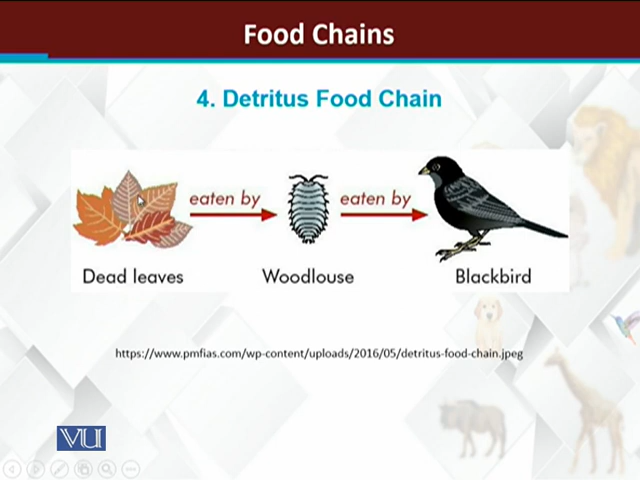 Food Chains
4. Detritus Food Chain
eaten by
eaten by
Dead leaves
Woodlouse
Blackbird
https://www.pmfias.com/wp-content/uploads/2016/05/detritus-food-chain.jpeg
VU